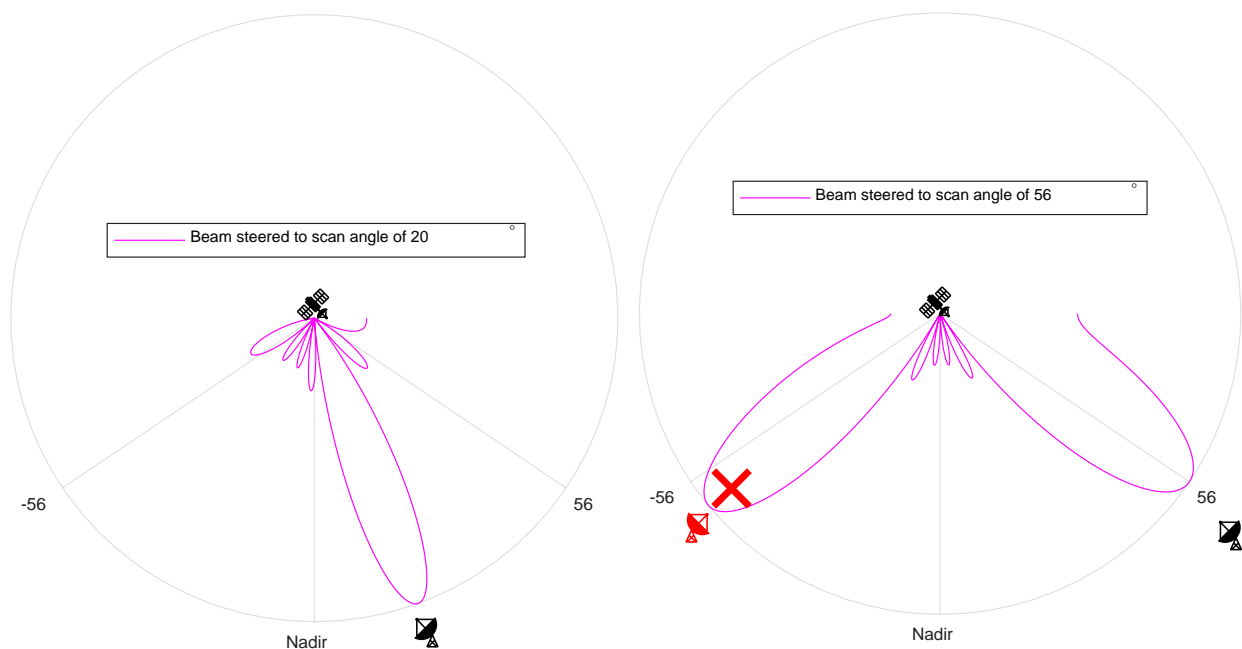 Beam steered to scan angle of 20 °
-56
56
Nadir
Beam steered to scan angle of 56 °
-56
56
Nadir